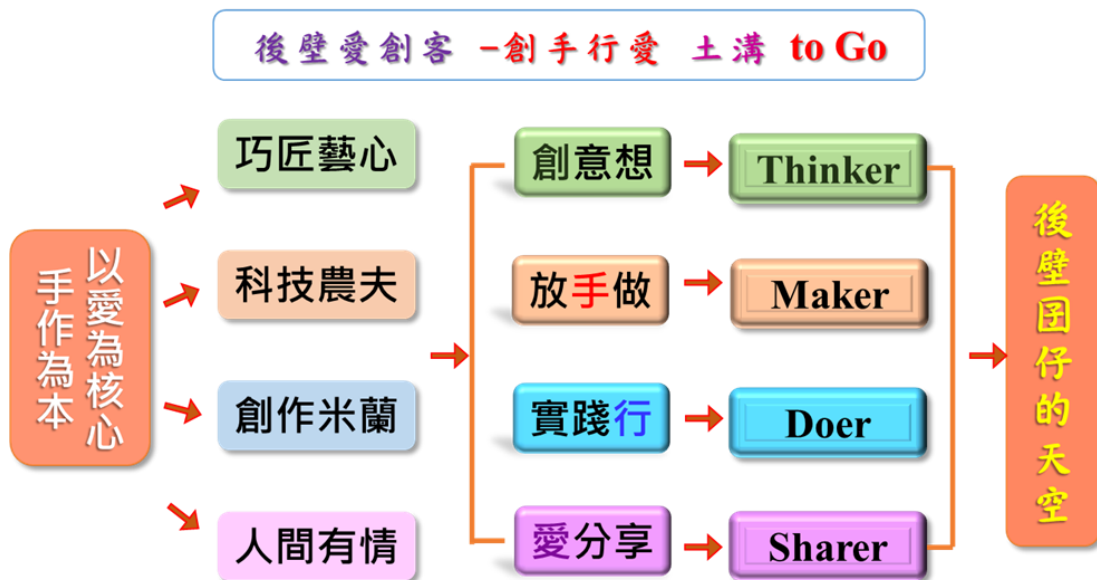 後壁愛創客 -創手行愛 土溝 to Go
以愛為核心
手作為本
巧匠藝心
科技農夫
創作米蘭
人間有情
創意想
Thinker
放手做
Maker
實踐行
Doer
愛分享
Sharer
後壁囝仔的天空